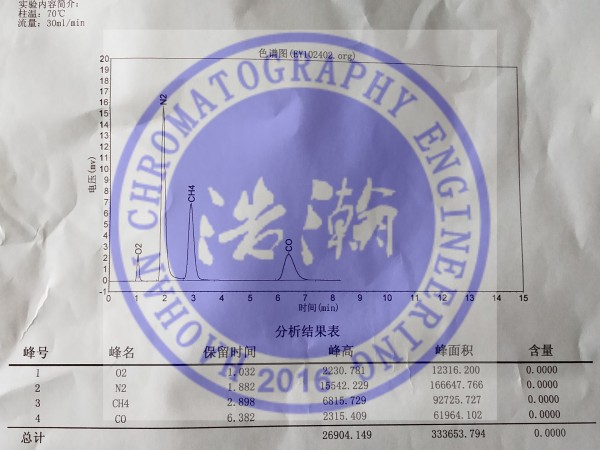 实验内容简介:
柱温: 70℃
流量: 30ml/min
色谱图(EY102402.org)
电压(mv)
20
19
18
17
16
15
14
13
12
11
10
9
8
7
6
5
4
3
2
1
0
-1
O2
N2
CH4
CO
0 1 2 3 4 5 6 7 8 9 10 11 12 13 14 15
时间(min)
HAOHAN CHROMATOGRAPHY ENGINEERING
浩瀚
2016
分析结果表
峰号 峰名 保留时间 峰高 峰面积 含量
1 O2 1.032 2230.781 12316.200 0.0000
2 N2 1.882 15542.229 166647.766 0.0000
3 CH4 2.898 6815.729 92725.727 0.0000
4 CO 6.382 2315.409 61964.102 0.0000
总计 26904.149 333653.794 0.0000